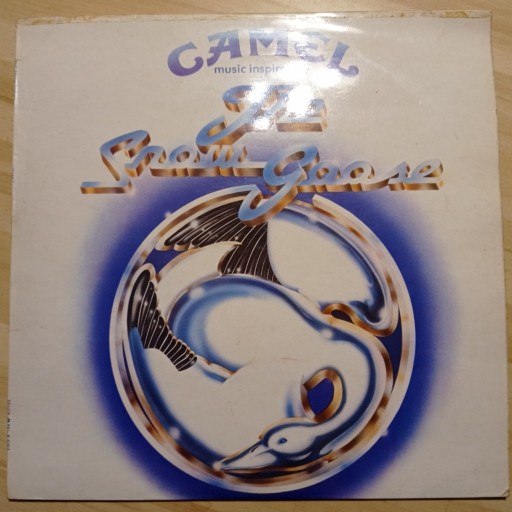 CAMEL
music inspired
The
Snow Goose